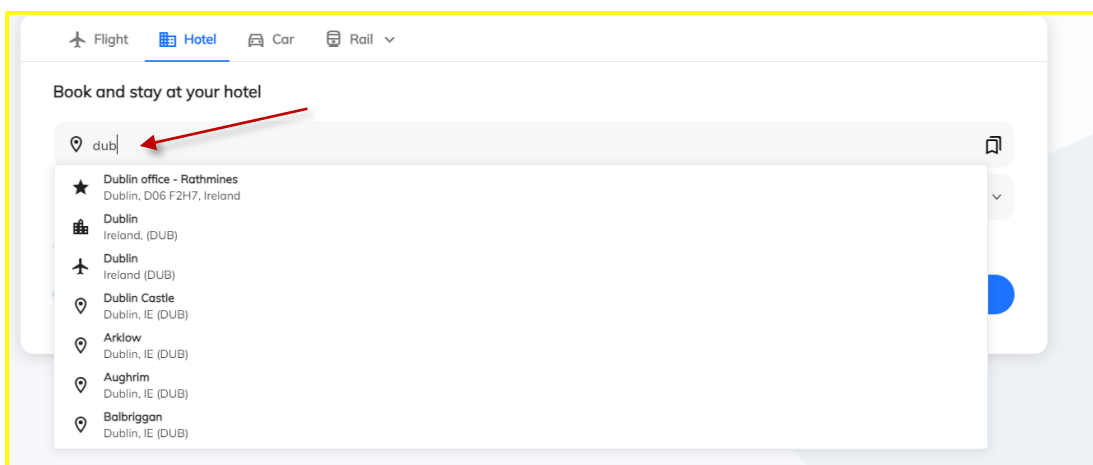 Flight Hotel Car Rail
Book and stay at your hotel
dub
Dublin office - Rathmines
Dublin, D06 F2H7, Ireland
Dublin
Ireland, (DUB)
Dublin
Ireland (DUB)
Dublin Castle
Dublin, IE (DUB)
Arklow
Dublin, IE (DUB)
Aughrim
Dublin, IE (DUB)
Balbriggan
Dublin, IE (DUB)